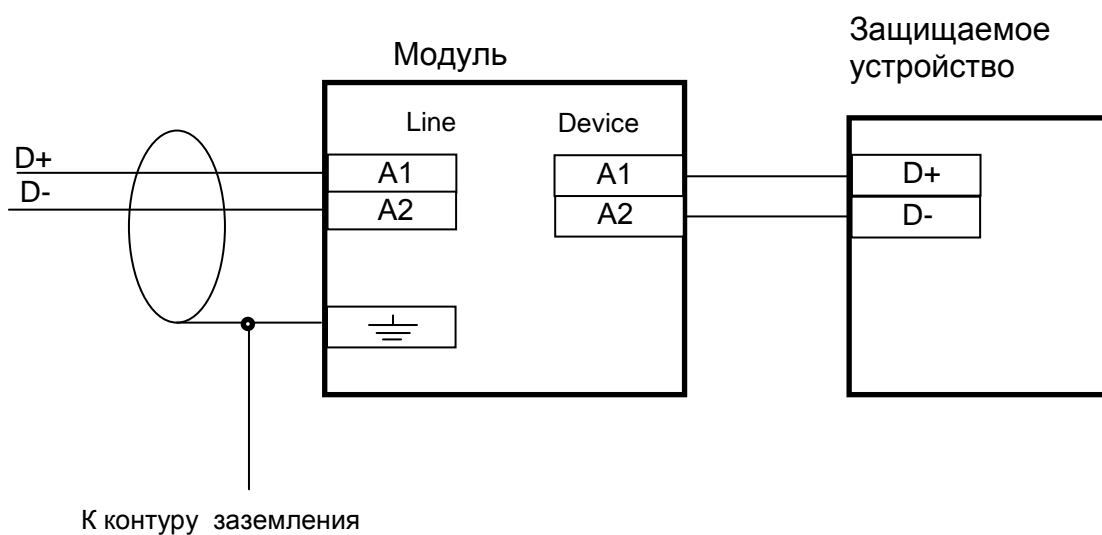 Защищаемое
устройство
Модуль
Line
Device
D+
D-
A1
A2
A1
A2
D+
D-
К контуру заземления